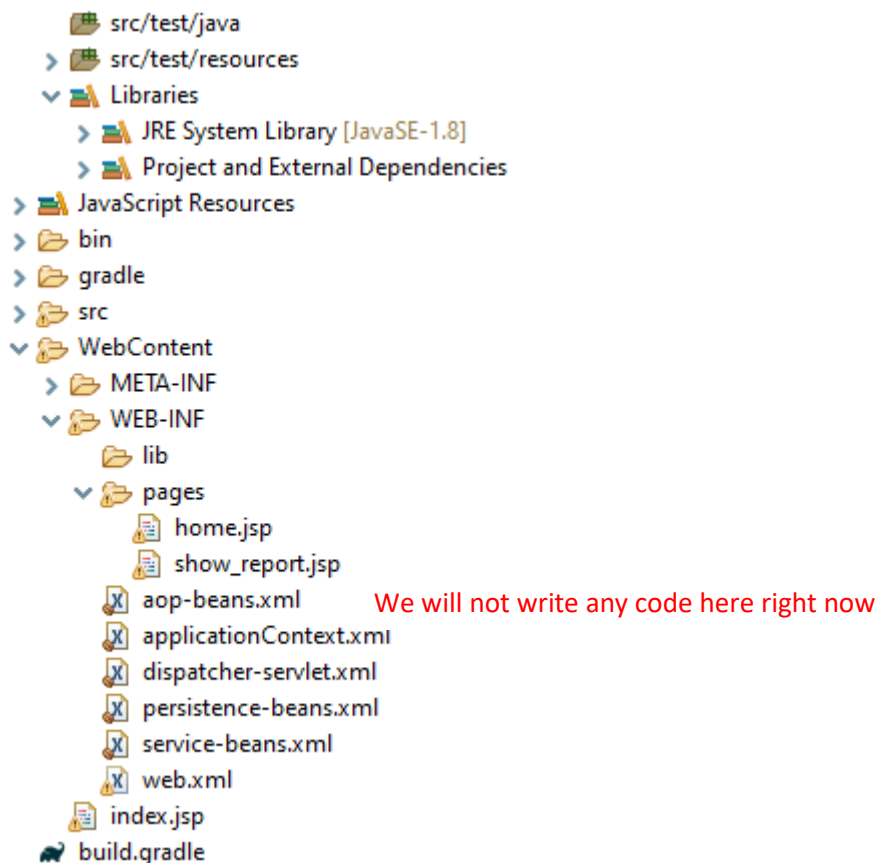 src/test/java
src/test/resources
Libraries
JRE System Library [JavaSE-1.8]
Project and External Dependencies
JavaScript Resources
bin
gradle
src
WebContent
META-INF
WEB-INF
lib
pages
home.jsp
show_report.jsp
aop-beans.xml We will not write any code here right now
applicationContext.xml
dispatcher-servlet.xml
persistence-beans.xml
service-beans.xml
web.xml
index.jsp
build.gradle